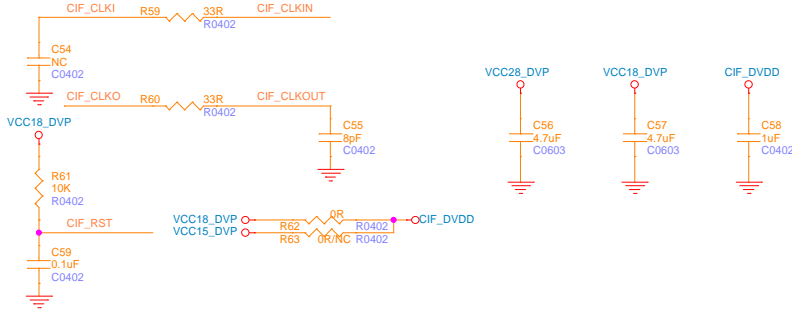 CIF_CLKI R59 33R CIF_CLKIN
R0402
C54
NC
C0402
CIF_CLKO R60 33R CIF_CLKOUT
R0402
C55
8pF
C0402
VCC18_DVP
R61
10K
R0402
CIF_RST
C59
0.1uF
C0402
VCC18_DVP 0R CIF_DVDD
R62 R0402
VCC15_DVP
R63 0R/NC R0402
VCC28_DVP
C56
4.7uF
C0603
VCC18_DVP
C57
4.7uF
C0603
CIF_DVDD
C58
1uF
C0402